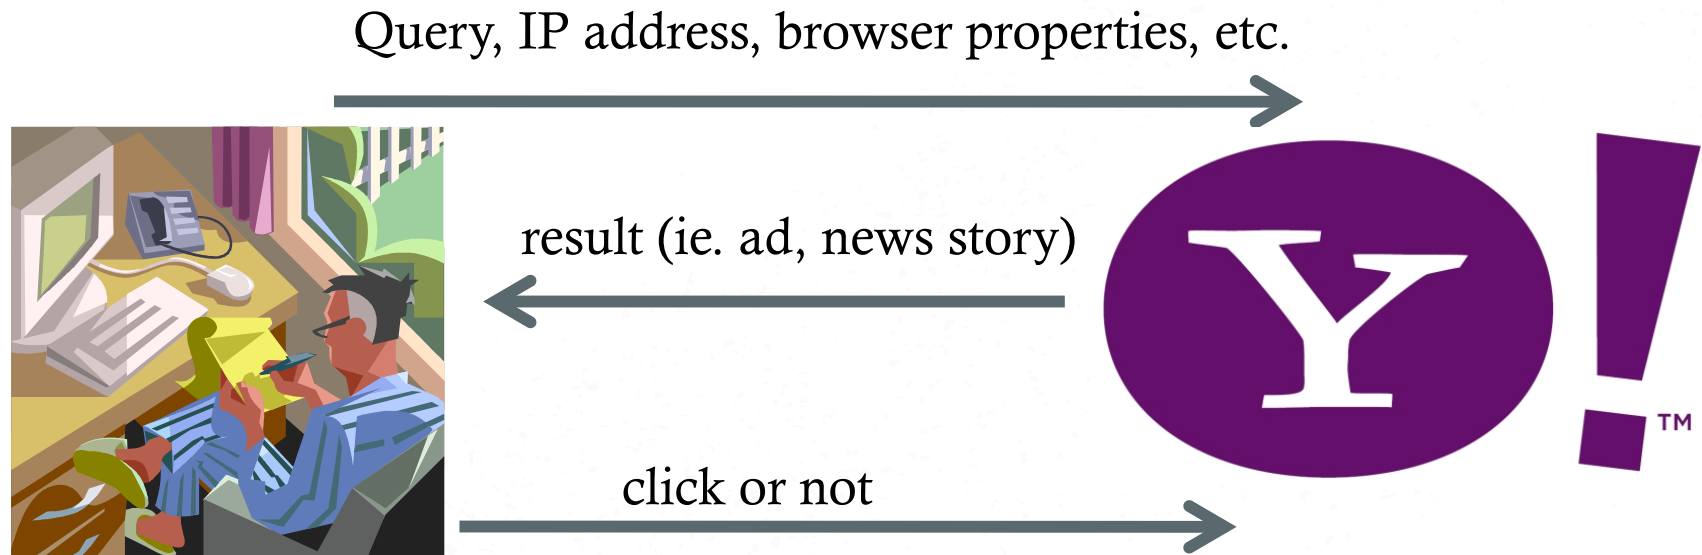 Query, IP address, browser properties, etc.
result (ie. ad, news story)
Y!
TM
click or not